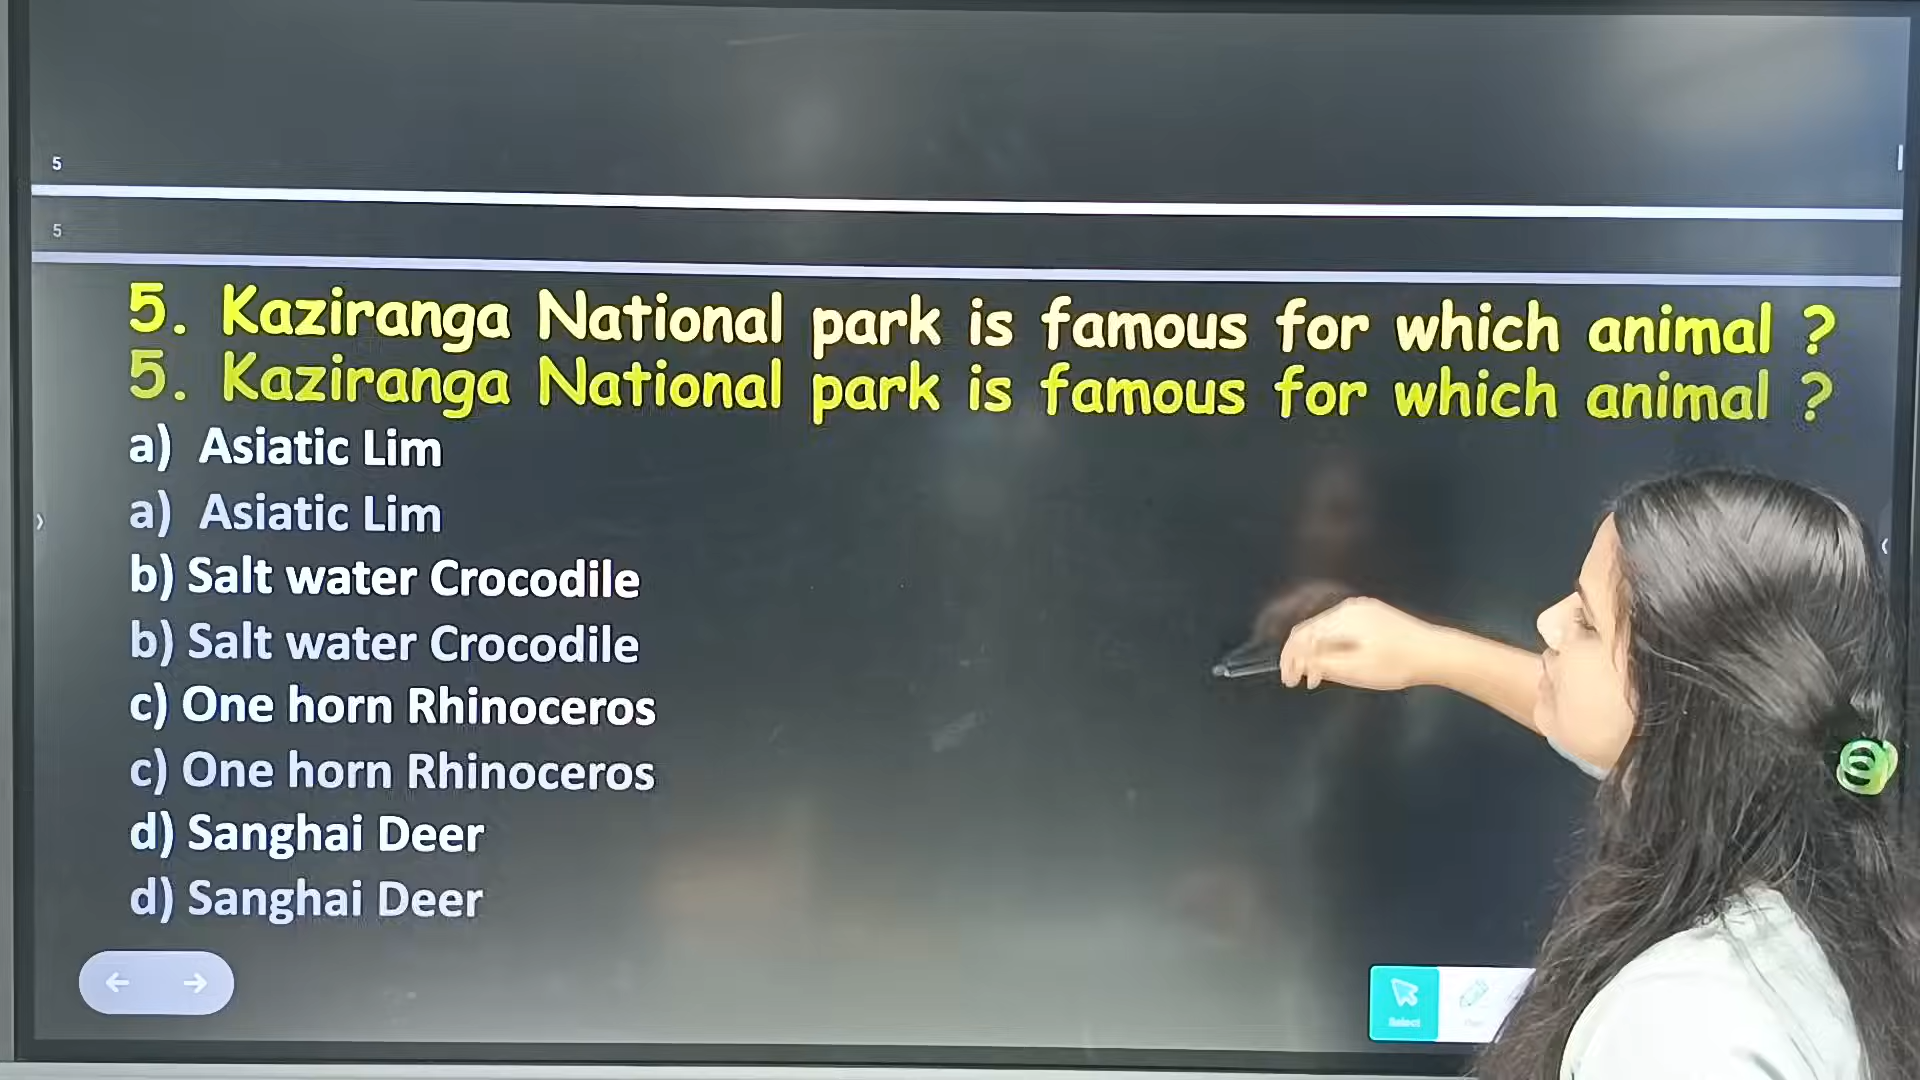 5
5
5. Kaziranga National park is famous for which animal ?
5. Kaziranga National park is famous for which animal ?
a) Asiatic Lim
a) Asiatic Lim
b) Salt water Crocodile
b) Salt water Crocodile
c) One horn Rhinoceros
c) One horn Rhinoceros
d) Sanghai Deer
d) Sanghai Deer
Select